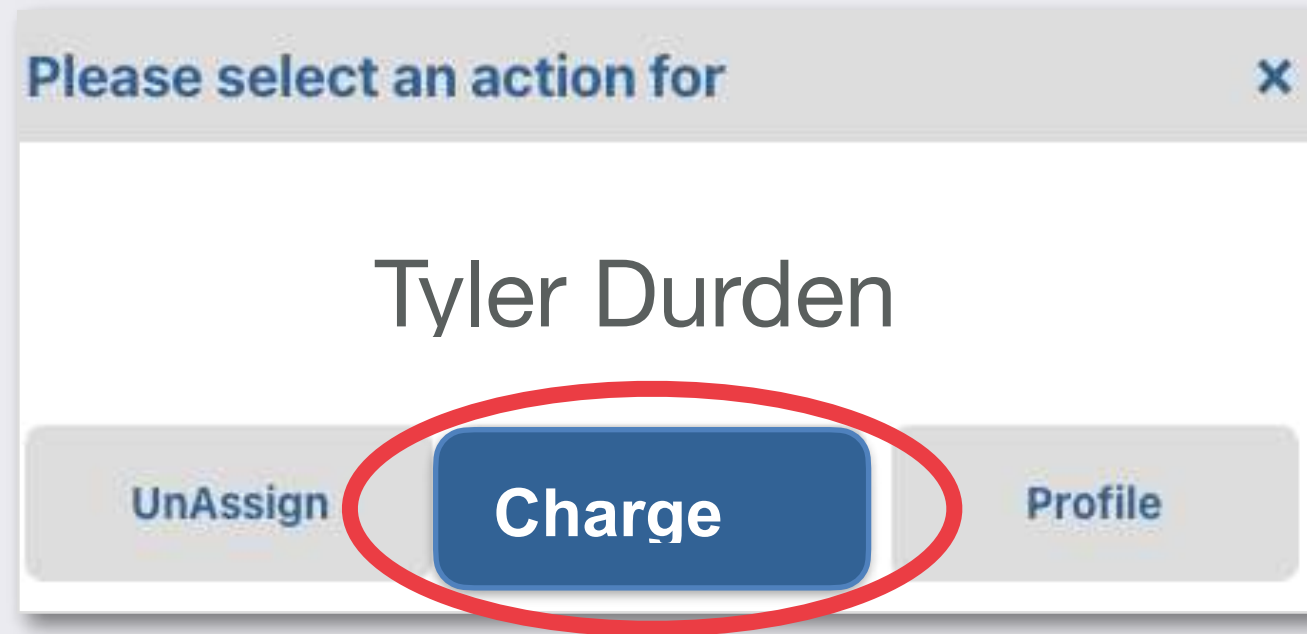 Please select an action for ×
Tyler Durden
UnAssign Charge Profile